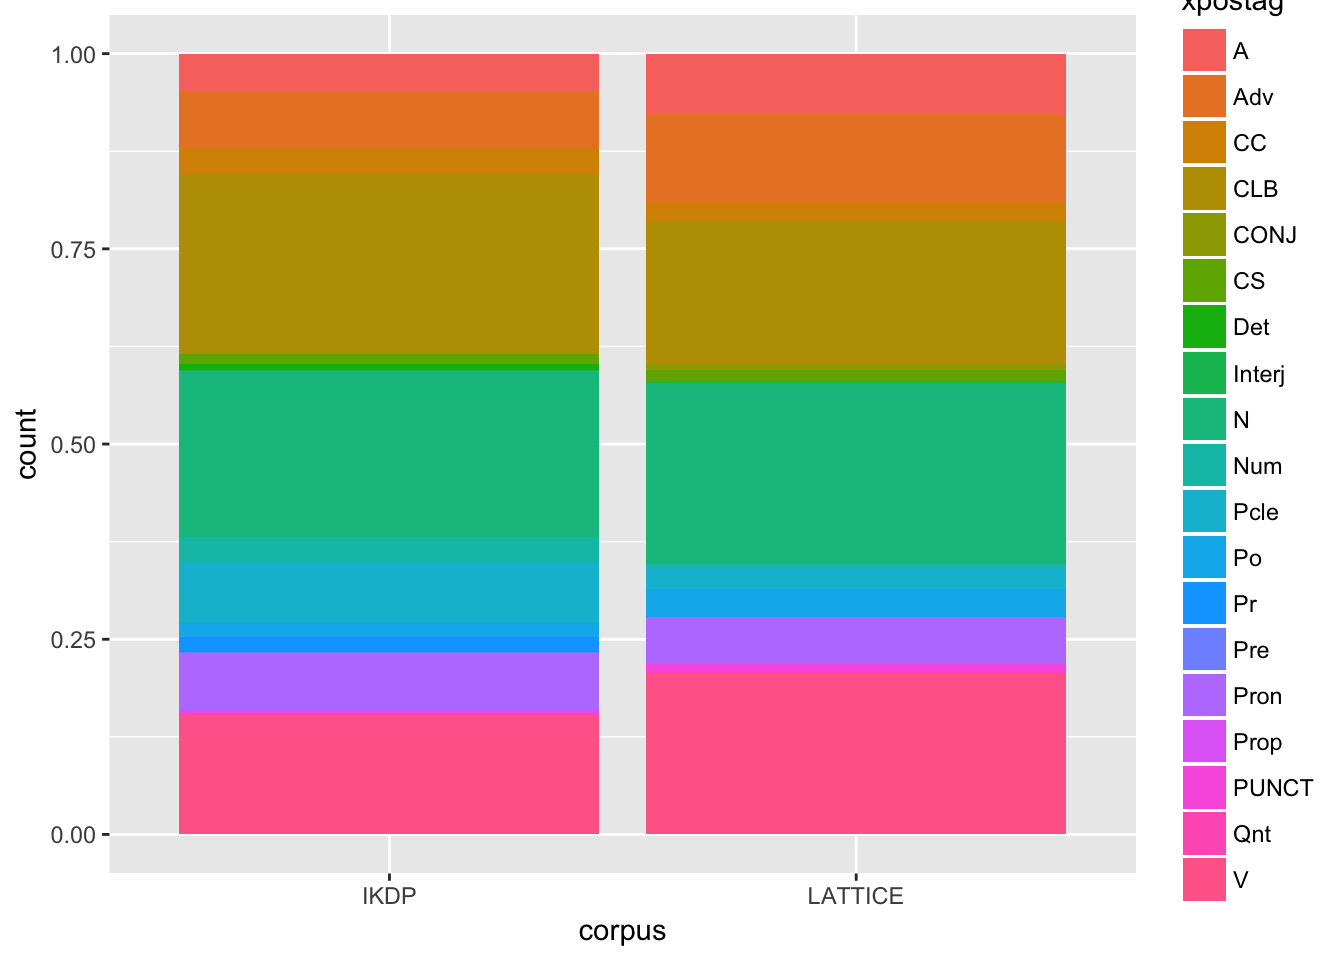 xpostag
A
Adv
CC
CLB
CONJ
CS
Det
Interj
N
Num
Pcle
Po
Pr
Pre
Pron
Prop
PUNCT
Qnt
V
count
1.00
0.75
0.50
0.25
0.00
IKDP LATTICE
corpus